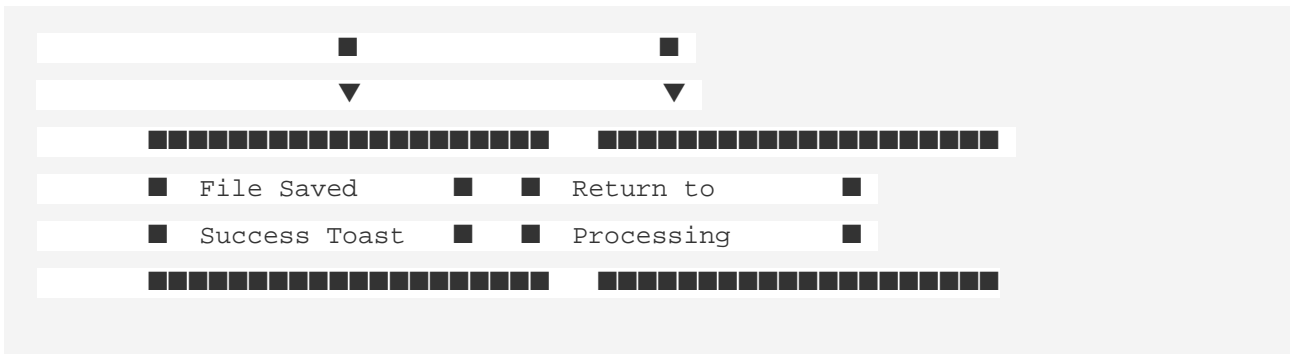 ■ ■
▼ ▼
■■■■■■■■■■■■■■■■■■■■ ■■■■■■■■■■■■■■■■■■■■
■ File Saved ■ ■ Return to ■
■ Success Toast ■ ■ Processing ■
■■■■■■■■■■■■■■■■■■■■ ■■■■■■■■■■■■■■■■■■■■